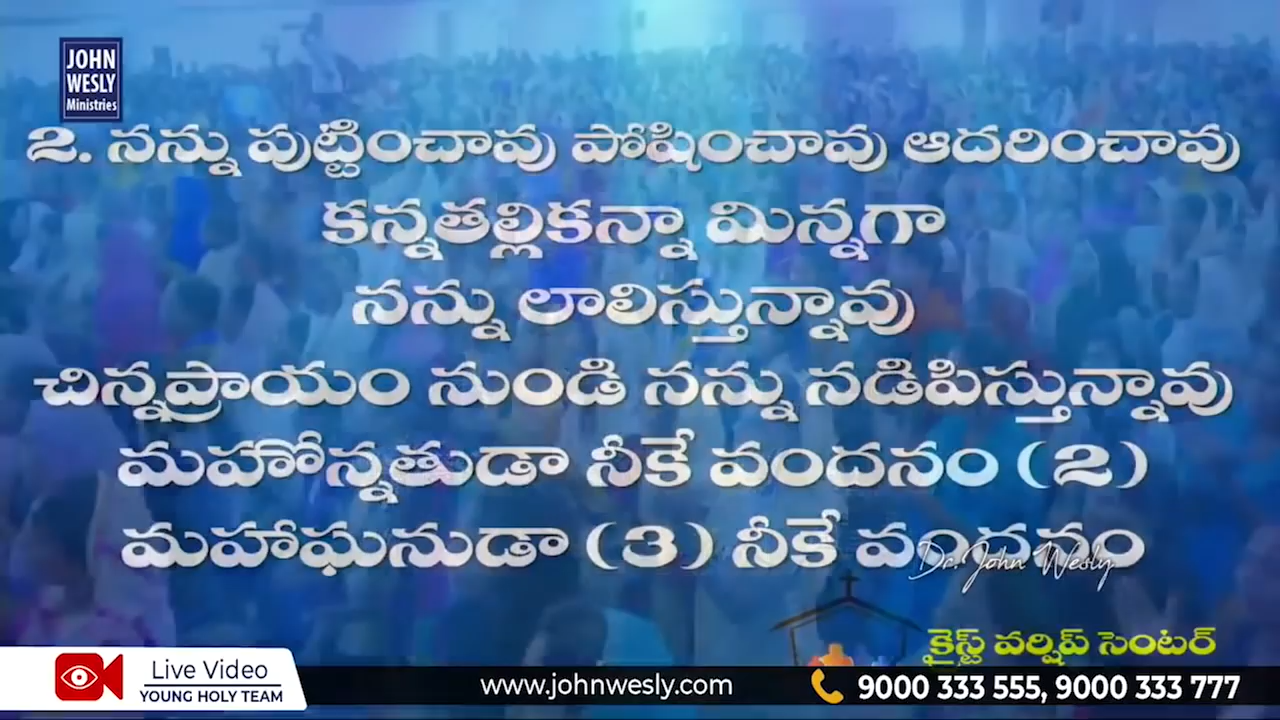 JOHN
WESLY
Ministries
2. నన్ను పుట్టించావు పోషించావు ఆదరించావు
కన్నతల్లికన్నా మిన్నగా
నన్ను లాలిస్తున్నావు
చిన్నప్రాయం నుండి నన్ను నడిపిస్తున్నావు
మహోన్నతుడా నీకే వందనం (2)
మహాఘనుడా (3) నీకే వందనం
Dr. John Wesly
క్రైస్ట్ వర్షిప్ సెంటర్
Live Video
YOUNG HOLY TEAM
www.johnwesly.com
9000 333 555, 9000 333 777